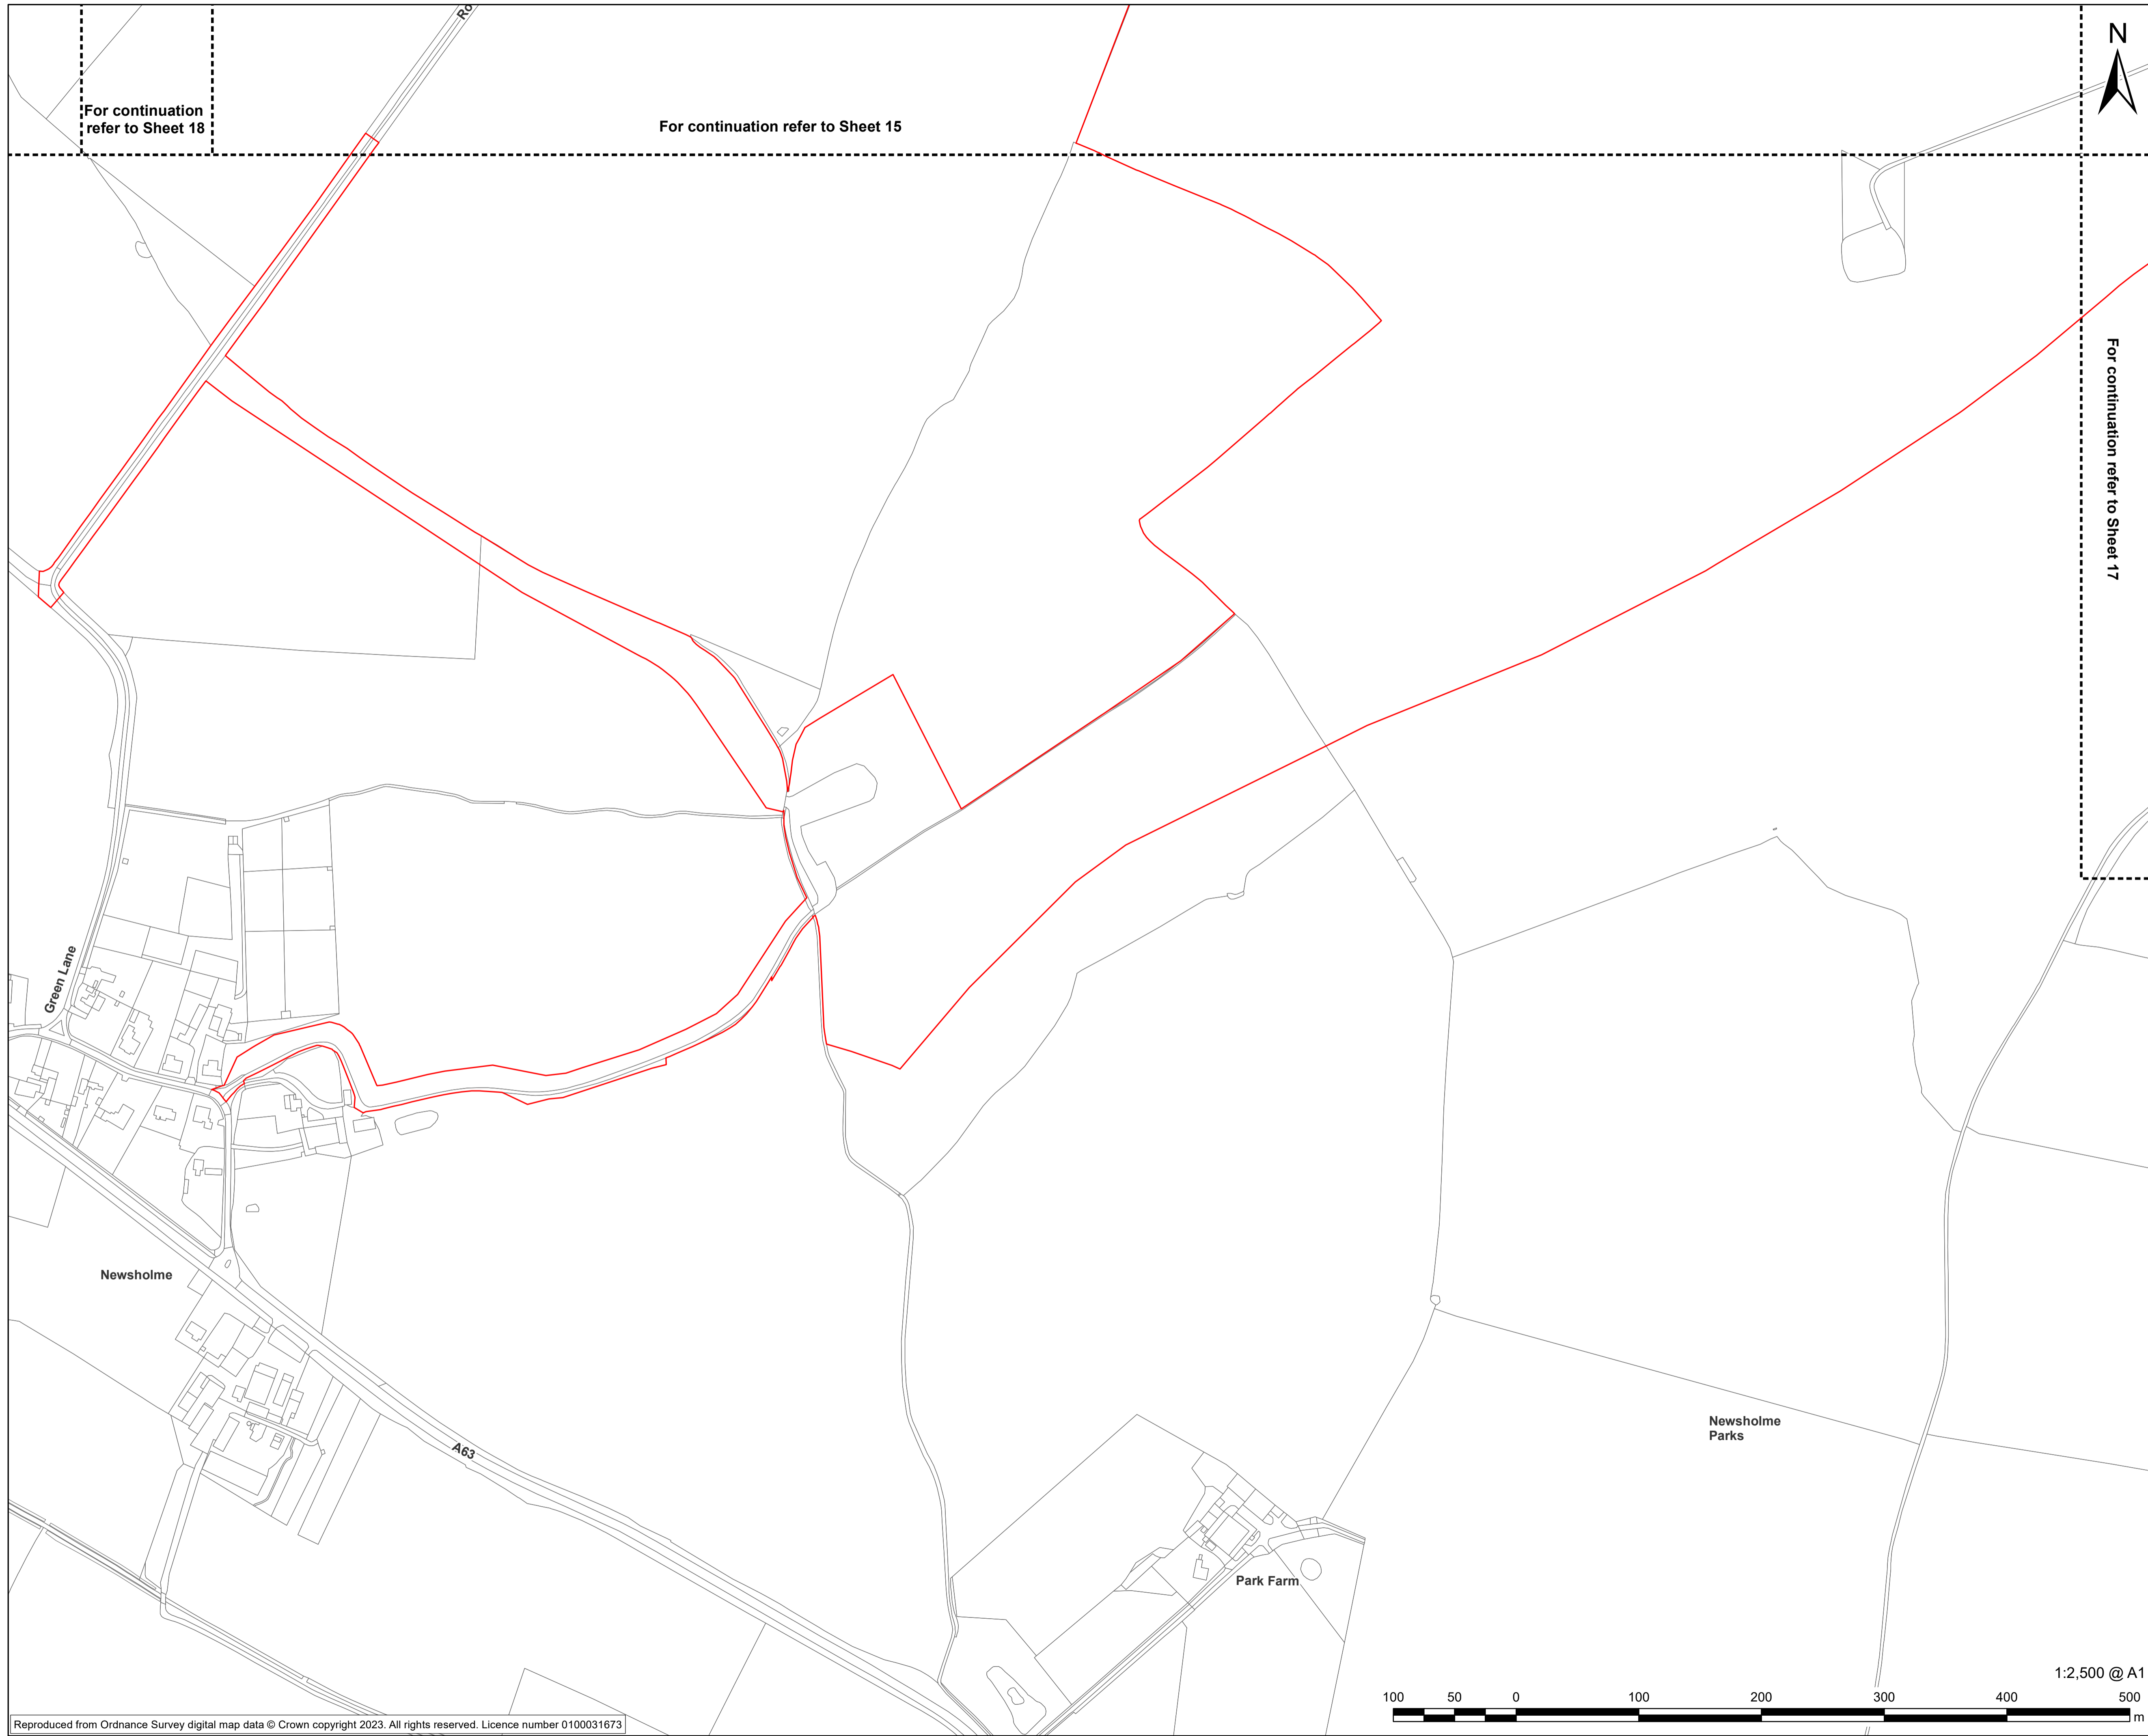 Ro
N
For continuation
refer to Sheet 18
For continuation refer to Sheet 15
For continuation refer to Sheet 17
Green Lane
Newsholme
A63
Newsholme
Parks
Park Farm
1:2,500 @ A1
100 50 0 100 200 300 400 500
m
Reproduced from Ordnance Survey digital map data © Crown copyright 2023. All rights reserved. Licence number 0100031673